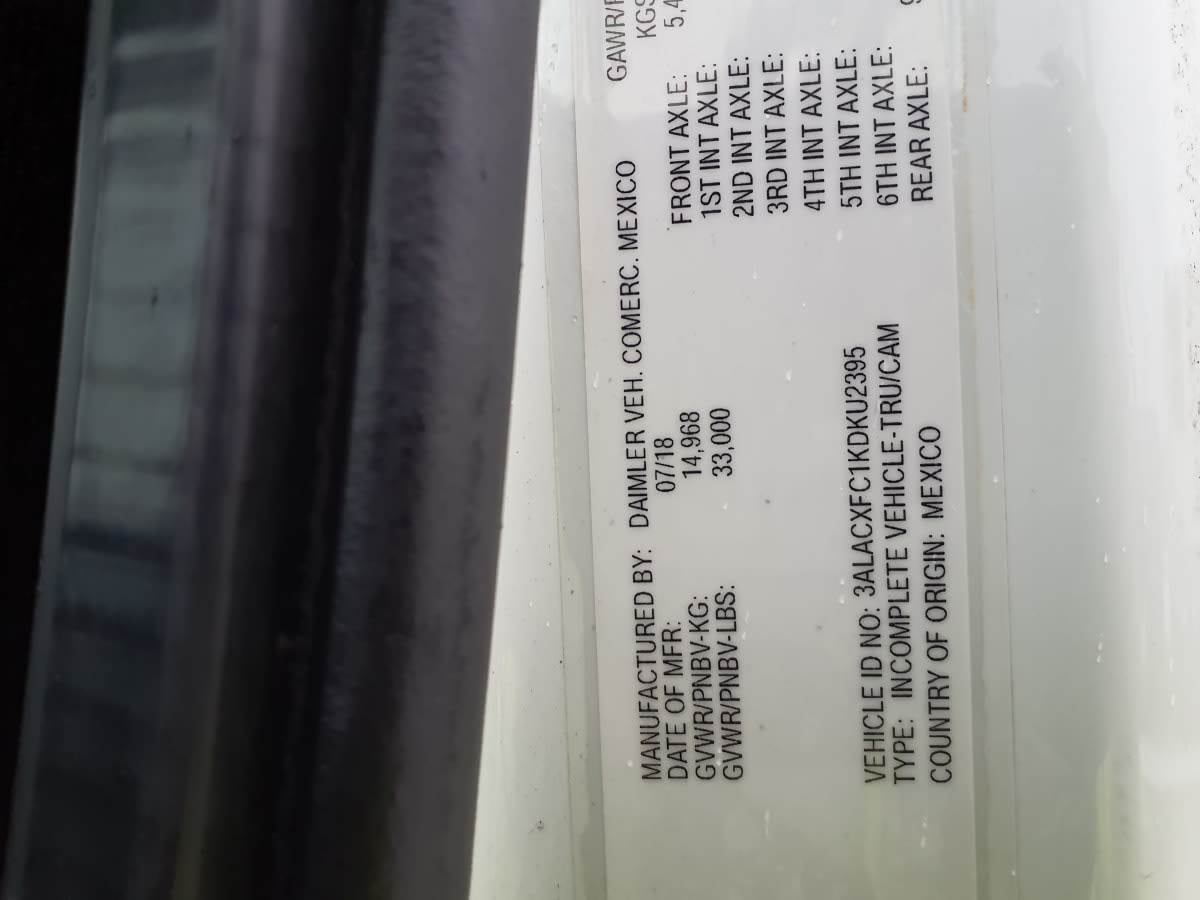 MANUFACTURED BY: DAIMLER VEH. COMERC. MEXICO
DATE OF MFR: 07/18
GVWR/PNBV-KG: 14,968
GVWR/PNBV-LBS: 33,000
VEHICLE ID NO: 3ALACXFC1KDKU2395
TYPE: INCOMPLETE VEHICLE-TRU/CAM
COUNTRY OF ORIGIN: MEXICO
GAWR/
KGS
FRONT AXLE: 5,4
1ST INT AXLE:
2ND INT AXLE:
3RD INT AXLE:
4TH INT AXLE:
5TH INT AXLE:
6TH INT AXLE:
REAR AXLE: